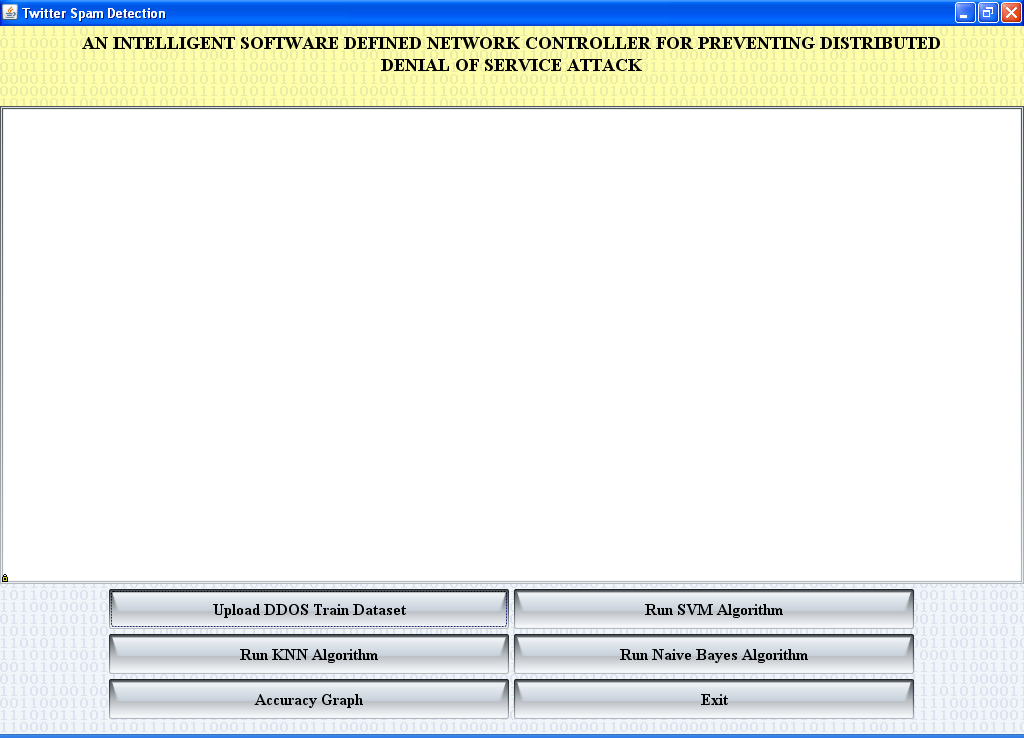 Twitter Spam Detection
AN INTELLIGENT SOFTWARE DEFINED NETWORK CONTROLLER FOR PREVENTING DISTRIBUTED
DENIAL OF SERVICE ATTACK
Upload DDOS Train Dataset
Run SVM Algorithm
Run KNN Algorithm
Run Naive Bayes Algorithm
Accuracy Graph
Exit